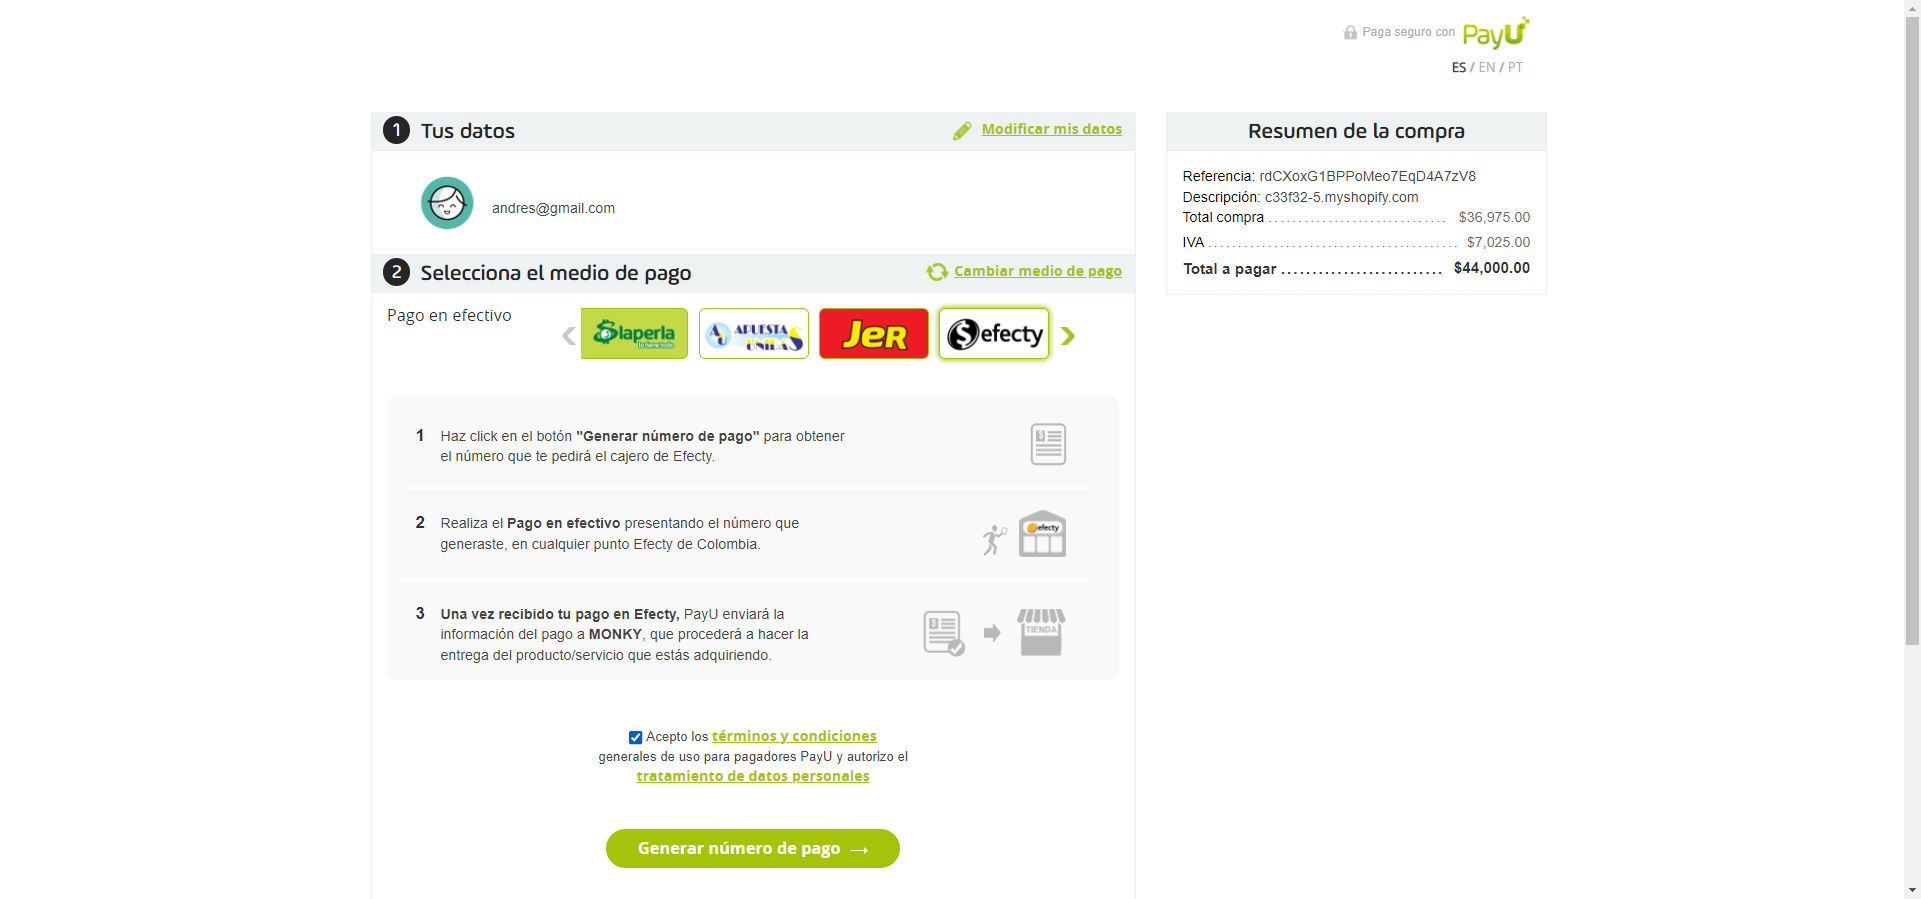 Paga seguro con PayU
ES / EN / PT
1 Tus datos
Modificar mis datos
andres@gmail.com
2 Selecciona el medio de pago
Cambiar medio de pago
Pago en efectivo
laperla
lo tiene todo
AU APUESTAS UNIDAS
JER
$efecty
1 Haz click en el botón "Generar número de pago" para obtener
el número que te pedirá el cajero de Efecty.
2 Realiza el Pago en efectivo presentando el número que
generaste, en cualquier punto Efecty de Colombia.
efecty
3 Una vez recibido tu pago en Efecty, PayU enviará la
información del pago a MONKY, que procederá a hacer la
entrega del producto/servicio que estás adquiriendo.
$
TIENDA
Acepto los términos y condiciones
generales de uso para pagadores PayU y autorizo el
tratamiento de datos personales
Generar número de pago →
Resumen de la compra
Referencia: rdCXoxG1BPPoMeo7EqD4A7zV8
Descripción: c33f32-5.myshopify.com
Total compra $36,975.00
IVA $7,025.00
Total a pagar $44,000.00